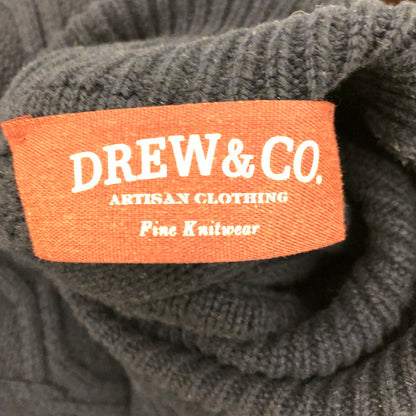 DREW & CO.
ARTISAN CLOTHING
Fine Knitwear